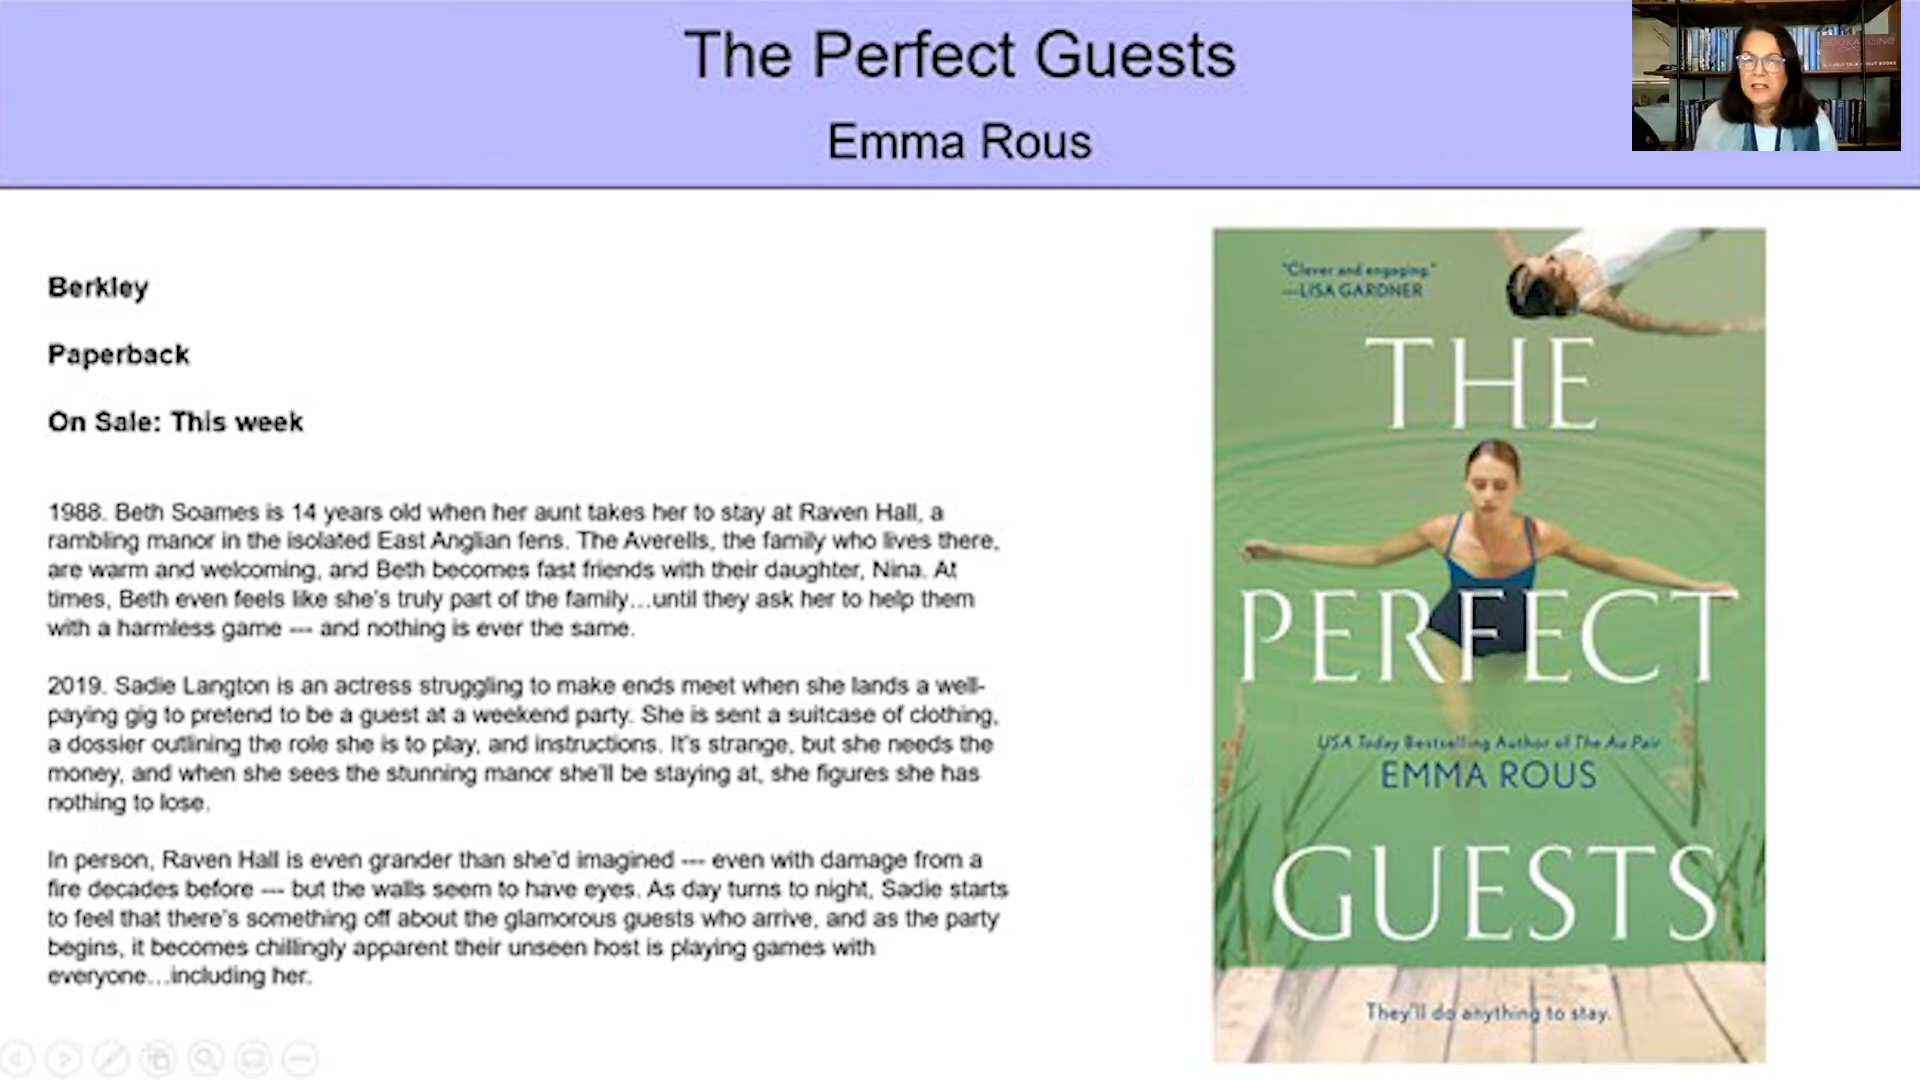 The Perfect Guests
Emma Rous
Berkley
Paperback
On Sale: This week
1988. Beth Soames is 14 years old when her aunt takes her to stay at Raven Hall, a
rambling manor in the isolated East Anglian fens. The Averells, the family who lives there,
are warm and welcoming, and Beth becomes fast friends with their daughter, Nina. At
times, Beth even feels like she's truly part of the family…until they ask her to help them
with a harmless game --- and nothing is ever the same.
2019. Sadie Langton is an actress struggling to make ends meet when she lands a well-
paying gig to pretend to be a guest at a weekend party. She is sent a suitcase of clothing,
a dossier outlining the role she is to play, and instructions. It's strange, but she needs the
money, and when she sees the stunning manor she'll be staying at, she figures she has
nothing to lose.
In person, Raven Hall is even grander than she'd imagined --- even with damage from a
fire decades before --- but the walls seem to have eyes. As day turns to night, Sadie starts
to feel that there's something off about the glamorous guests who arrive, and as the party
begins, it becomes chillingly apparent their unseen host is playing games with
everyone…including her.
"Clever and engaging."
—LISA GARDNER
THE
PERFECT
USA Today Bestselling Author of The Au Pair
EMMA ROUS
GUESTS
They'll do anything to stay.